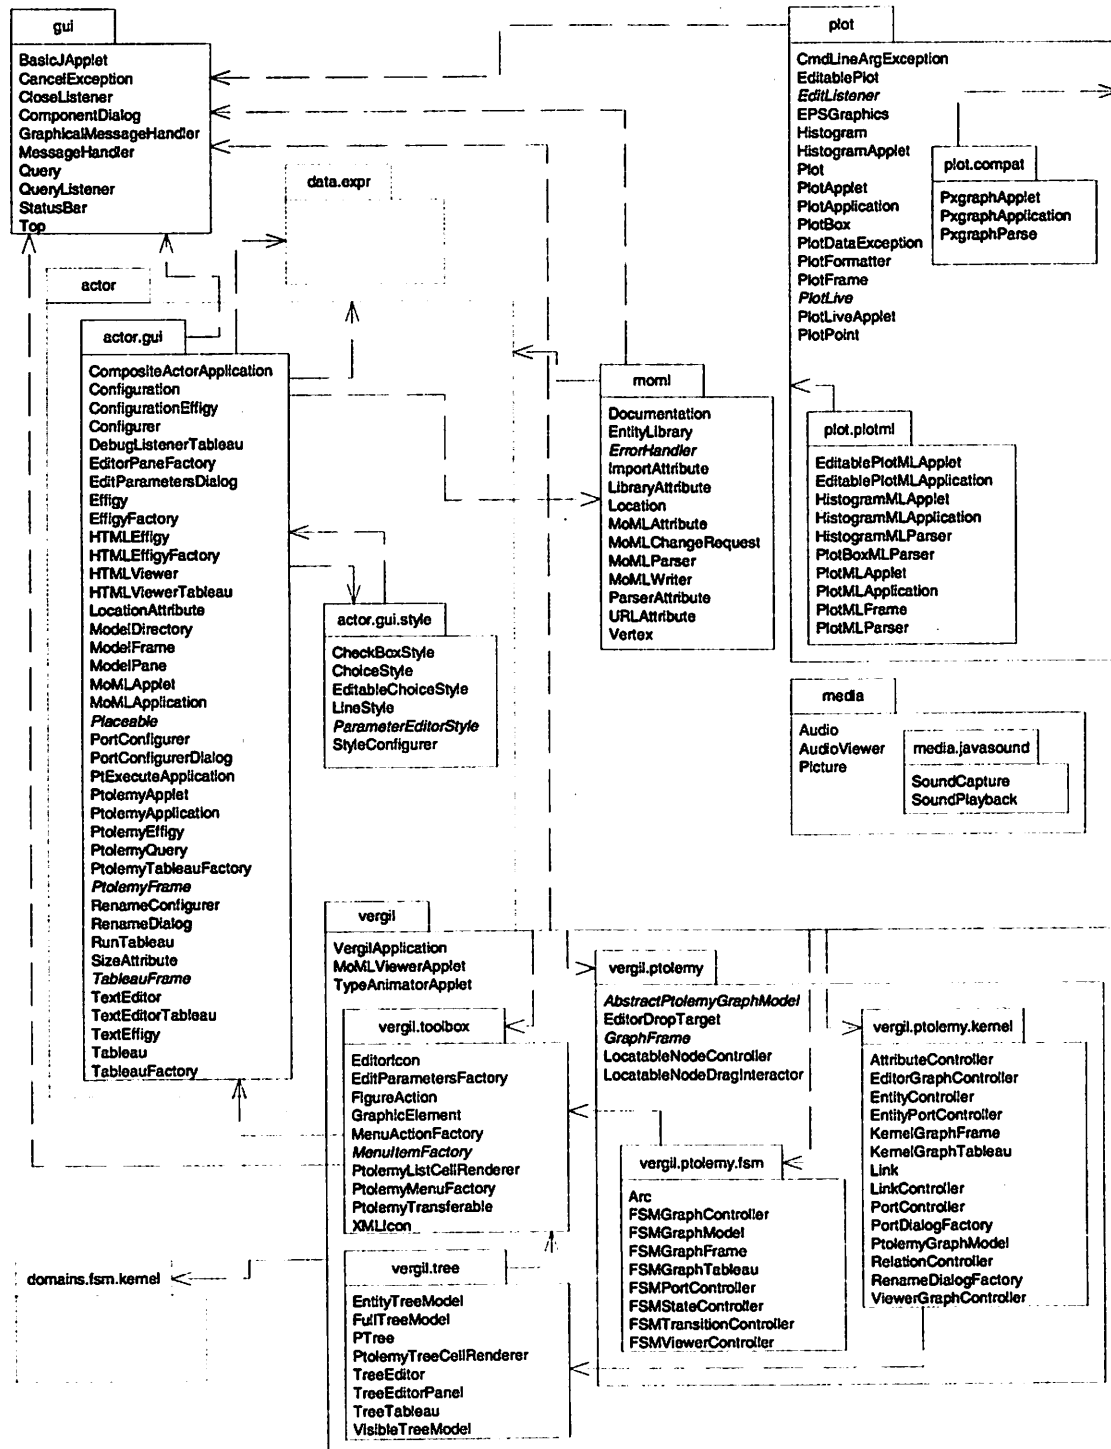 gui
BasicJApplet
CancelException
CloseListener
ComponentDialog
GraphicalMessageHandler
MessageHandler
Query
QueryListener
StatusBar
Top
data.expr
plot
CmdLineArgException
EditablePlot
EditListener
EPSGraphics
Histogram
HistogramApplet
Plot
PlotApplet
PlotApplication
PlotBox
PlotDataException
PlotFormatter
PlotFrame
PlotLive
PlotLiveApplet
PlotPoint
plot.compat
PxgraphApplet
PxgraphApplication
PxgraphParse
plot.plotml
EditablePlotMLApplet
EditablePlotMLApplication
HistogramMLApplet
HistogramMLApplication
HistogramMLParser
PlotBoxMLParser
PlotMLApplet
PlotMLApplication
PlotMLFrame
PlotMLParser
actor
actor.gui
CompositeActorApplication
Configuration
ConfigurationEffigy
Configurer
DebugListenerTableau
EditorPaneFactory
EditParametersDialog
Effigy
EffigyFactory
HTMLEffigy
HTMLEffigyFactory
HTMLViewer
HTMLViewerTableau
LocationAttribute
ModelDirectory
ModelFrame
ModelPane
MoMLApplet
MoMLApplication
Placeable
PortConfigurer
PortConfigurerDialog
PtExecuteApplication
PtolemyApplet
PtolemyApplication
PtolemyEffigy
PtolemyQuery
PtolemyTableauFactory
PtolemyFrame
RenameConfigurer
RenameDialog
RunTableau
SizeAttribute
TableauFrame
TextEditor
TextEditorTableau
TextEffigy
Tableau
TableauFactory
actor.gui.style
CheckBoxStyle
ChoiceStyle
EditableChoiceStyle
LineStyle
ParameterEditorStyle
StyleConfigurer
moml
Documentation
EntityLibrary
ErrorHandler
ImportAttribute
LibraryAttribute
Location
MoMLAttribute
MoMLChangeRequest
MoMLParser
MoMLWriter
ParserAttribute
URLAttribute
Vertex
media
Audio
AudioViewer
Picture
media.javasound
SoundCapture
SoundPlayback
vergil
VergilApplication
MoMLViewerApplet
TypeAnimatorApplet
vergil.toolbox
EditorIcon
EditParametersFactory
FigureAction
GraphicElement
MenuActionFactory
MenuItemFactory
PtolemyListCellRenderer
PtolemyMenuFactory
PtolemyTransferable
XMLIcon
vergil.tree
EntityTreeModel
FullTreeModel
PTree
PtolemyTreeCellRenderer
TreeEditor
TreeEditorPanel
TreeTableau
VisibleTreeModel
vergil.ptolemy
AbstractPtolemyGraphModel
EditorDropTarget
GraphFrame
LocatableNodeController
LocatableNodeDragInteractor
vergil.ptolemy.fsm
Arc
FSMGraphController
FSMGraphModel
FSMGraphFrame
FSMGraphTableau
FSMPortController
FSMStateController
FSMTransitionController
FSMViewerController
vergil.ptolemy.kernel
AttributeController
EditorGraphController
EntityController
EntityPortController
KernelGraphFrame
KernelGraphTableau
Link
LinkController
PortController
PortDialogFactory
PtolemyGraphModel
RelationController
RenameDialogFactory
ViewerGraphController
domains.fsm.kernel